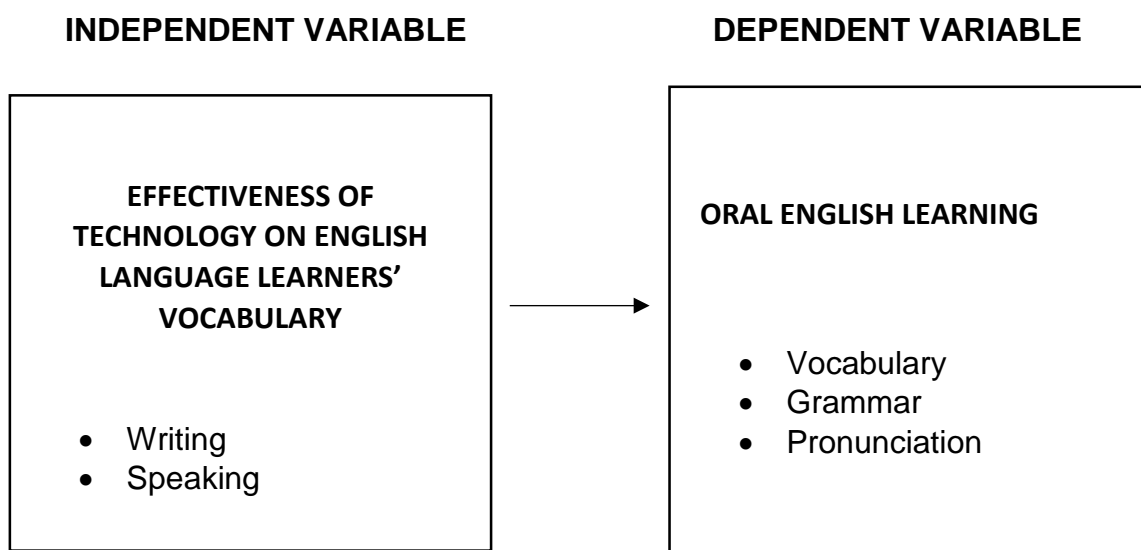 INDEPENDENT VARIABLE
DEPENDENT VARIABLE
EFFECTIVENESS OF
TECHNOLOGY ON ENGLISH
LANGUAGE LEARNERS’
VOCABULARY
• Writing
• Speaking
ORAL ENGLISH LEARNING
• Vocabulary
• Grammar
• Pronunciation